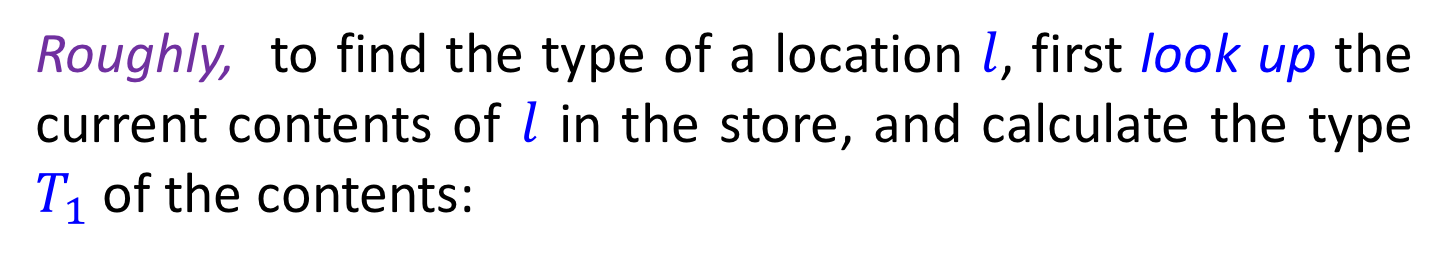 Roughly, to find the type of a location l, first look up the
current contents of l in the store, and calculate the type
T₁ of the contents: